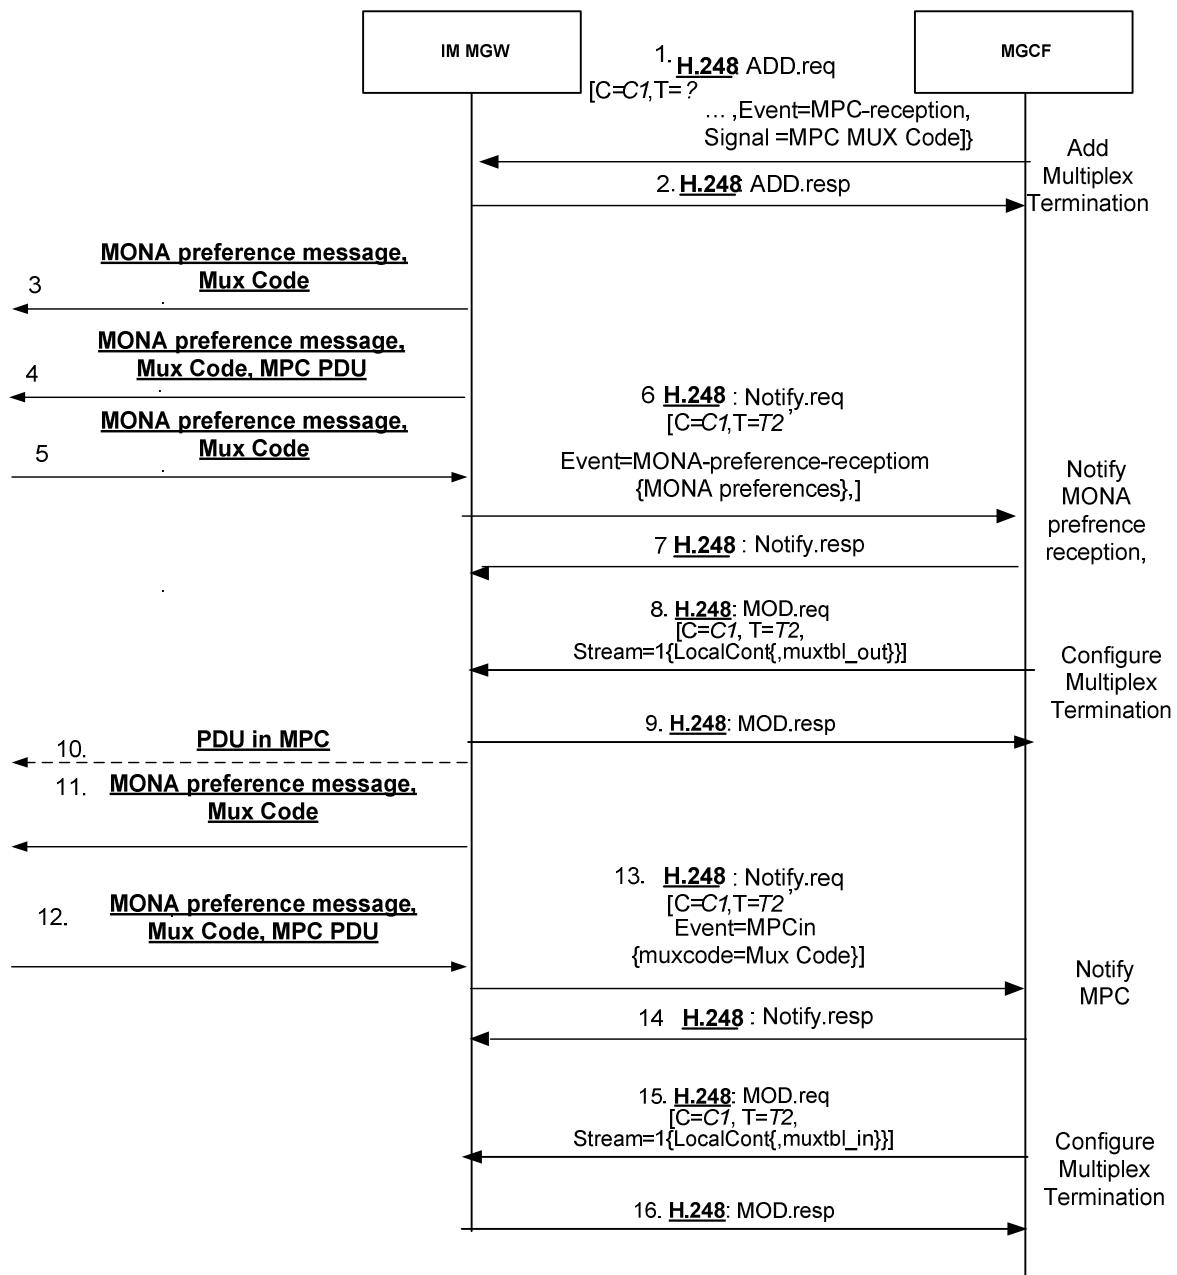 IM MGW
MGCF
1. H.248: ADD.req
[C=C1,T=?
... ,Event=MPC-reception,
Signal =MPC MUX Code]}
Add
Multiplex
Termination
2. H.248: ADD.resp
MONA preference message,
Mux Code
3
MONA preference message,
Mux Code, MPC PDU
4
MONA preference message,
Mux Code
5
6 H.248 : Notify.req
[C=C1,T=T2,
Event=MONA-preference-receptiom
{MONA preferences},]
Notify
MONA
prefrence
reception,
7 H.248 : Notify.resp
8. H.248: MOD.req
[C=C1, T=T2,
Stream=1{LocalCont{,muxtbl_out}}]
Configure
Multiplex
Termination
9. H.248: MOD.resp
10. PDU in MPC
11. MONA preference message,
Mux Code
12. MONA preference message,
Mux Code, MPC PDU
13. H.248 : Notify.req
[C=C1,T=T2,
Event=MPCin
{muxcode=Mux Code}]
Notify
MPC
14 H.248 : Notify.resp
15. H.248: MOD.req
[C=C1, T=T2,
Stream=1{LocalCont{,muxtbl_in}}]
Configure
Multiplex
Termination
16. H.248: MOD.resp